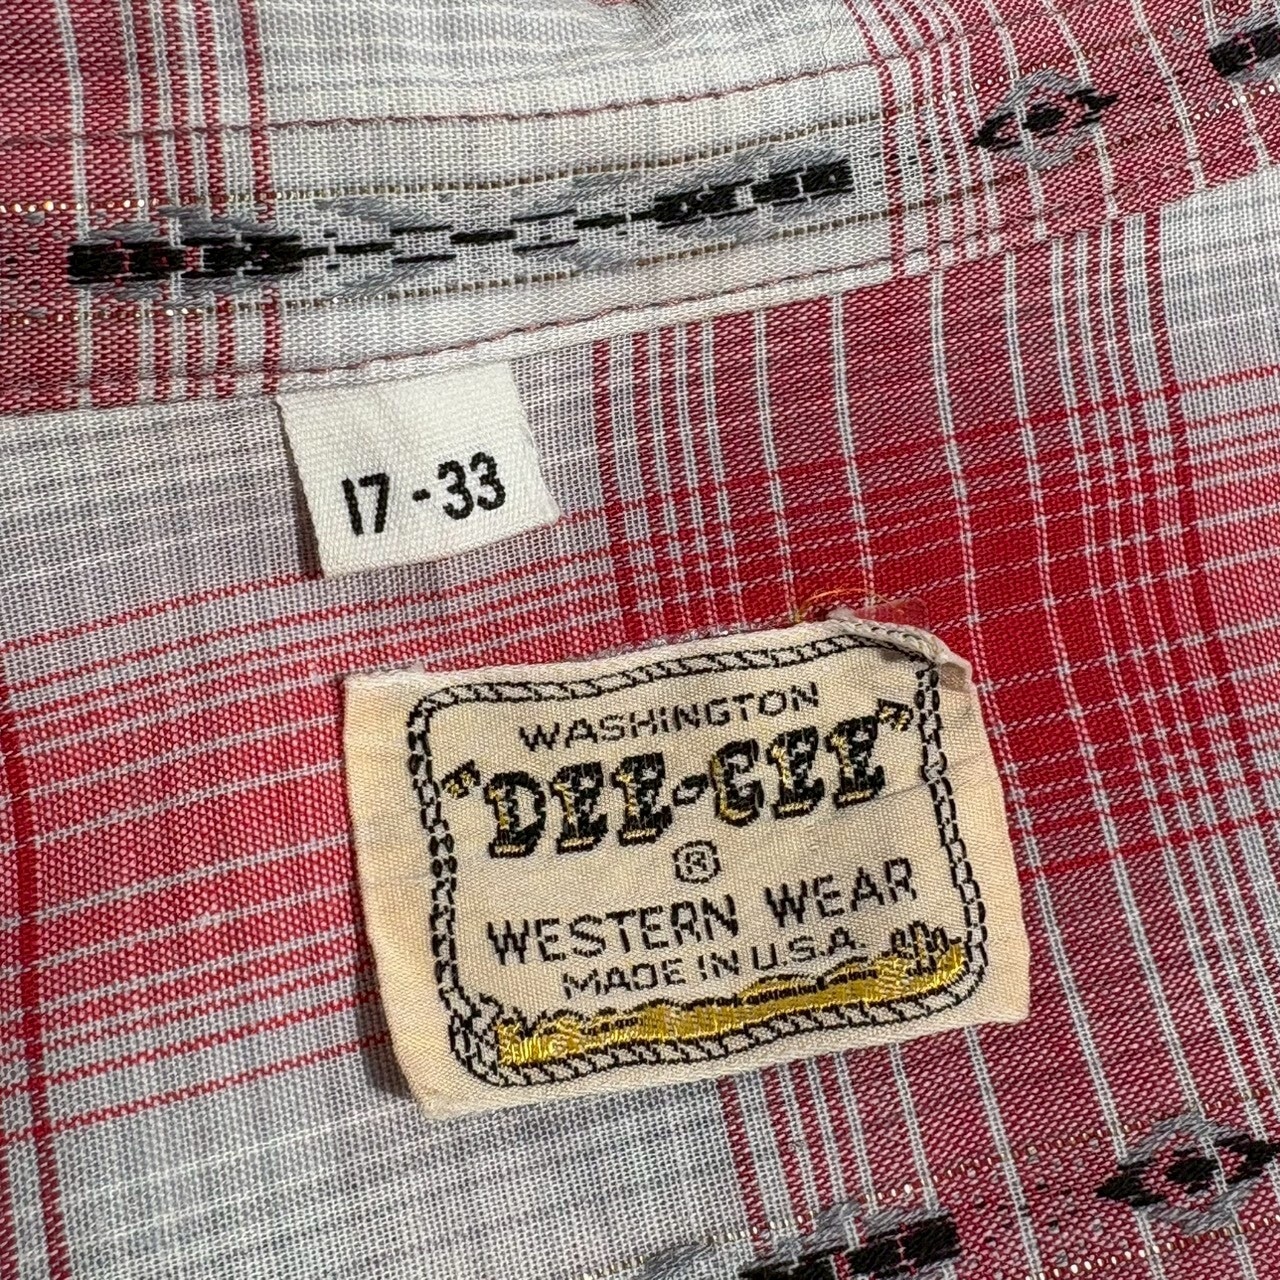 17-33
WASHINGTON
"DEE-CEE"
®
WESTERN WEAR
MADE IN U.S.A.